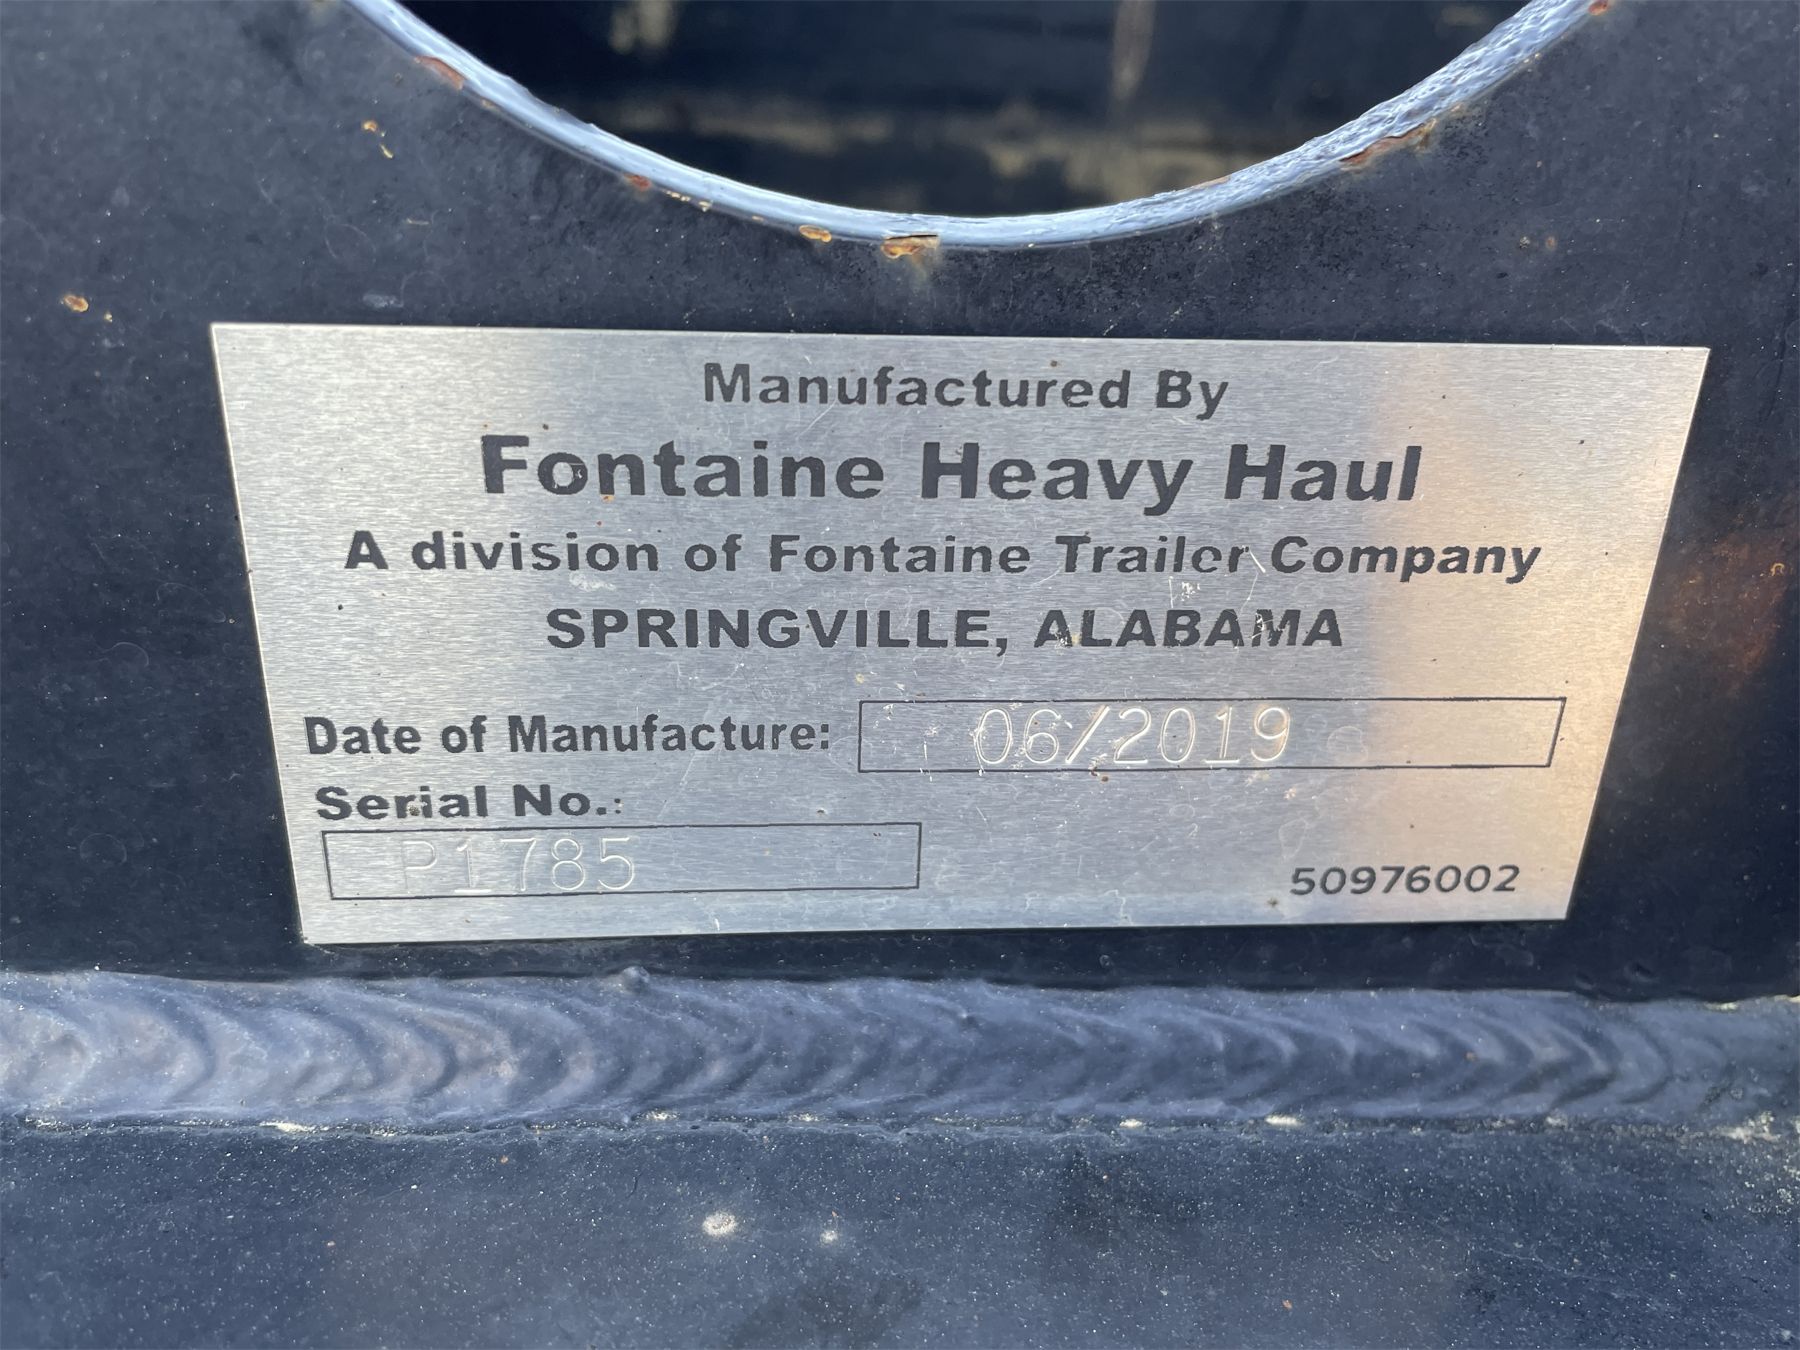 Manufactured By
Fontaine Heavy Haul
A division of Fontaine Trailer Company
SPRINGVILLE, ALABAMA
Date of Manufacture: 06/2019
Serial No.:
P1785
50976002